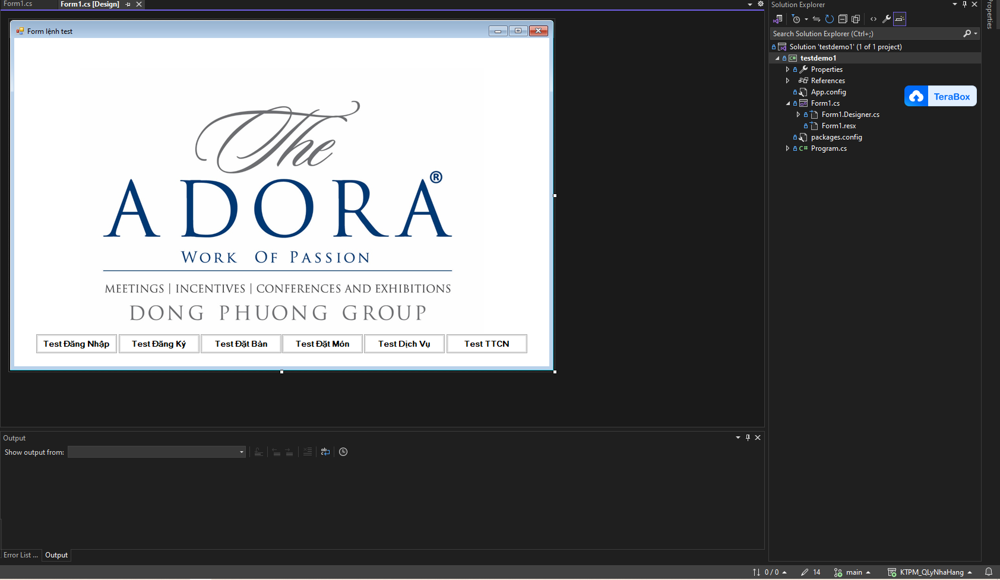 Form1.cs
Form1.cs [Design]
Form lệnh test
The
ADORA®
WORK OF PASSION
MEETINGS | INCENTIVES | CONFERENCES AND EXHIBITIONS
DONG PHUONG GROUP
Test Đăng Nhập
Test Đăng Ký
Test Đặt Bàn
Test Đặt Món
Test Dịch Vụ
Test TTCN
Output
Show output from:
Error List ...
Output
Solution Explorer
Search Solution Explorer (Ctrl+;)
Solution 'testdemo1' (1 of 1 project)
C# testdemo1
Properties
References
App.config
Form1.cs
Form1.Designer.cs
Form1.resx
packages.config
C# Program.cs
TeraBox
Properties
0 / 0
14
main
KTPM_QLyNhaHang